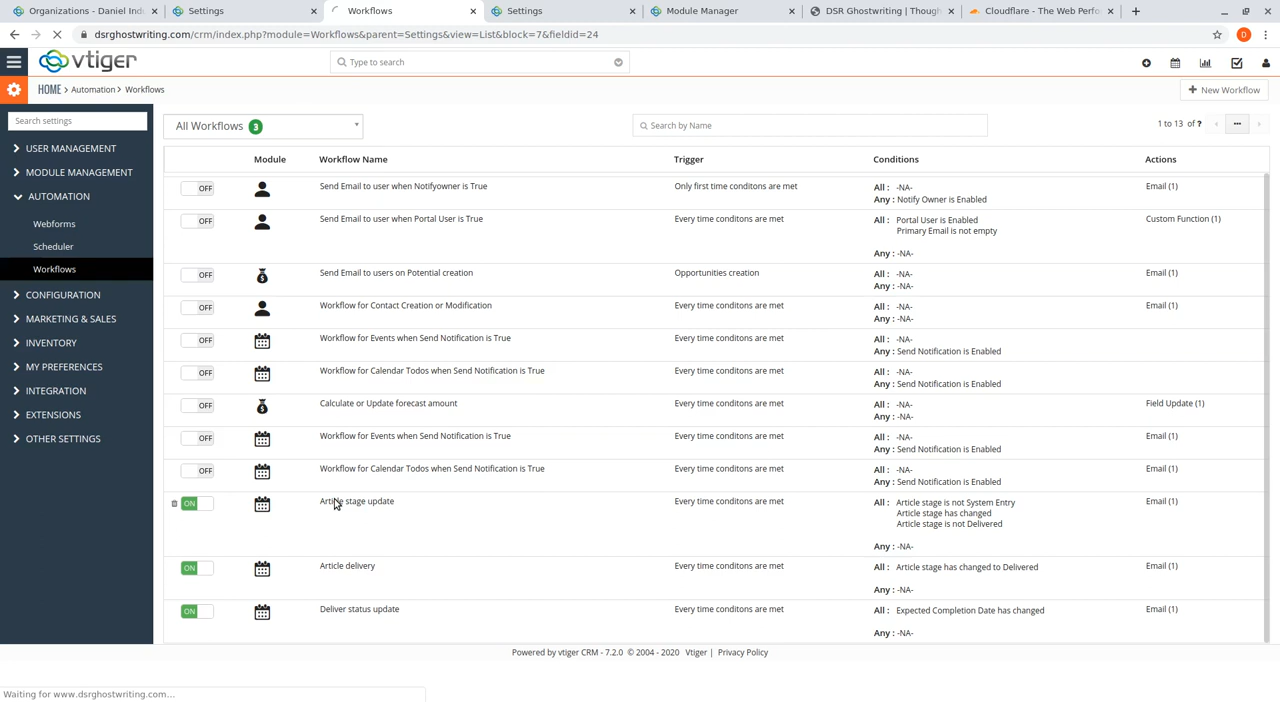 Organizations - Daniel Ind
Settings
Workflows
Settings
Module Manager
DSR Ghostwriting | Though
Cloudflare - The Web Perfo
dsrghostwriting.com/crm/index.php?module=Workflows&parent=Settings&view=List&block=7&fieldid=24
D
vtiger
Type to search
HOME > Automation > Workflows
New Workflow
Search settings
All Workflows 3
Search by Name
1 to 13 of ?
USER MANAGEMENT
MODULE MANAGEMENT
AUTOMATION
Webforms
Scheduler
Workflows
CONFIGURATION
MARKETING & SALES
INVENTORY
MY PREFERENCES
INTEGRATION
EXTENSIONS
OTHER SETTINGS
Module Workflow Name Trigger Conditions Actions
OFF Send Email to user when Notifyowner is True Only first time conditons are met All : -NA- Email (1)
Any : Notify Owner is Enabled
OFF Send Email to user when Portal User is True Every time conditions are met All : Portal User is Enabled Custom Function (1)
Primary Email is not empty
Any : -NA-
OFF Send Email to users on Potential creation Opportunities creation All : -NA- Email (1)
Any : -NA-
OFF Workflow for Contact Creation or Modification Every time conditions are met All : -NA- Email (1)
Any : -NA-
OFF Workflow for Events when Send Notification is True Every time conditons are met All : -NA- Email (1)
Any : Send Notification is Enabled
OFF Workflow for Calendar Todos when Send Notification is True Every time conditons are met All : -NA- Email (1)
Any : Send Notification is Enabled
OFF Calculate or Update forecast amount Every time conditons are met All : -NA- Field Update (1)
Any : -NA-
OFF Workflow for Events when Send Notification is True Every time conditons are met All : -NA- Email (1)
Any : Send Notification is Enabled
OFF Workflow for Calendar Todos when Send Notification is True Every time conditons are met All : -NA- Email (1)
Any : Send Notification is Enabled
ON Article stage update Every time conditons are met All : Article stage is not System Entry Email (1)
Article stage has changed
Article stage is not Delivered
Any : -NA-
ON Article delivery Every time conditons are met All : Article stage has changed to Delivered Email (1)
Any : -NA-
ON Deliver status update Every time conditons are met All : Expected Completion Date has changed Email (1)
Any : -NA-
Powered by vtiger CRM - 7.2.0 © 2004 - 2020 Vtiger | Privacy Policy
Waiting for www.dsrghostwriting.com...